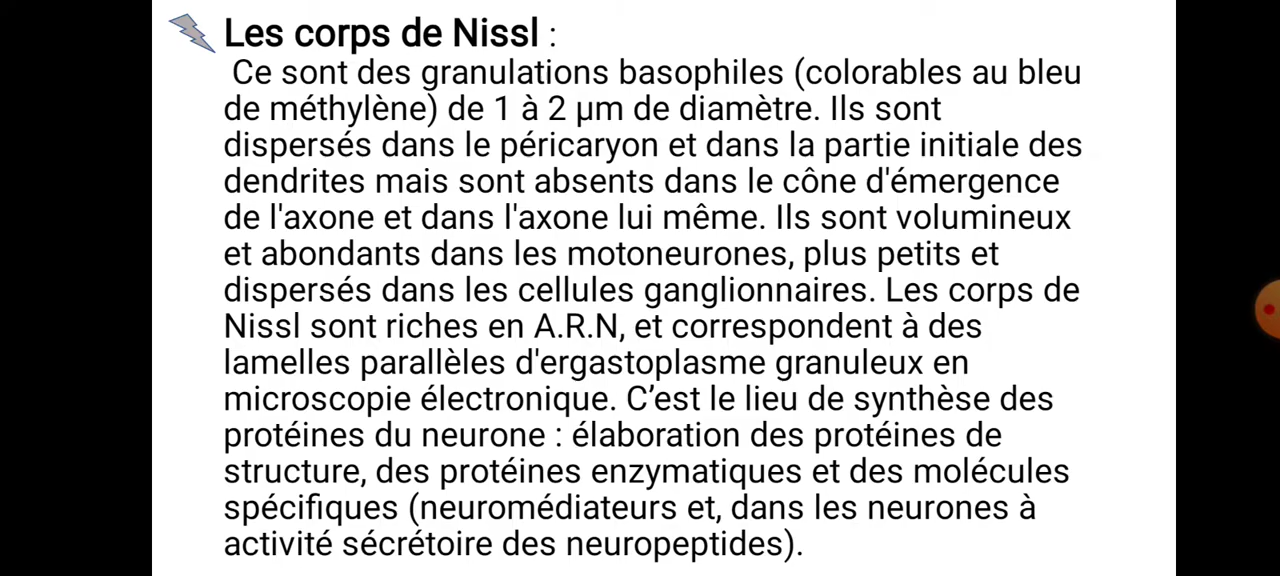 Les corps de Nissl :
Ce sont des granulations basophiles (colorables au bleu
de méthylène) de 1 à 2 µm de diamètre. Ils sont
dispersés dans le péricaryon et dans la partie initiale des
dendrites mais sont absents dans le cône d'émergence
de l'axone et dans l'axone lui même. Ils sont volumineux
et abondants dans les motoneurones, plus petits et
dispersés dans les cellules ganglionnaires. Les corps de
Nissl sont riches en A.R.N, et correspondent à des
lamelles parallèles d'ergastoplasme granuleux en
microscopie électronique. C’est le lieu de synthèse des
protéines du neurone : élaboration des protéines de
structure, des protéines enzymatiques et des molécules
spécifiques (neuromédiateurs et, dans les neurones à
activité sécrétoire des neuropeptides).